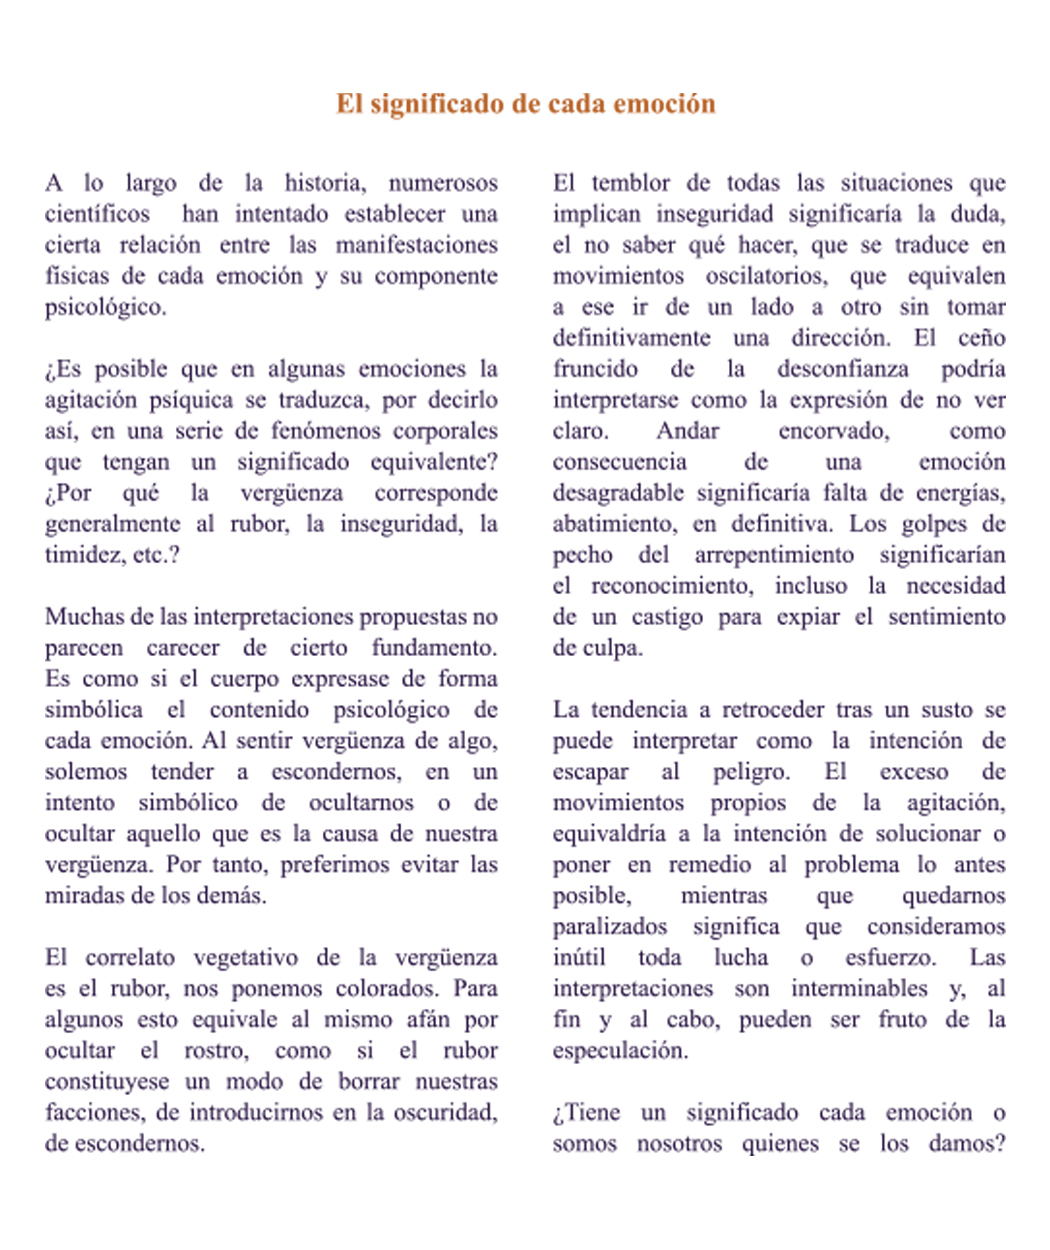 El significado de cada emoción
A lo largo de la historia, numerosos
científicos han intentado establecer una
cierta relación entre las manifestaciones
físicas de cada emoción y su componente
psicológico.
¿Es posible que en algunas emociones la
agitación psíquica se traduzca, por decirlo
así, en una serie de fenómenos corporales
que tengan un significado equivalente?
¿Por qué la vergüenza corresponde
generalmente al rubor, la inseguridad, la
timidez, etc.?
Muchas de las interpretaciones propuestas no
parecen carecer de cierto fundamento.
Es como si el cuerpo expresase de forma
simbólica el contenido psicológico de
cada emoción. Al sentir vergüenza de algo,
solemos tender a escondernos, en un
intento simbólico de ocultarnos o de
ocultar aquello que es la causa de nuestra
vergüenza. Por tanto, preferimos evitar las
miradas de los demás.
El correlato vegetativo de la vergüenza
es el rubor, nos ponemos colorados. Para
algunos esto equivale al mismo afán por
ocultar el rostro, como si el rubor
constituyese un modo de borrar nuestras
facciones, de introducirnos en la oscuridad,
de escondernos.
El temblor de todas las situaciones que
implican inseguridad significaría la duda,
el no saber qué hacer, que se traduce en
movimientos oscilatorios, que equivalen
a ese ir de un lado a otro sin tomar
definitivamente una dirección. El ceño
fruncido de la desconfianza podría
interpretarse como la expresión de no ver
claro. Andar encorvado, como
consecuencia de una emoción
desagradable significaría falta de energías,
abatimiento, en definitiva. Los golpes de
pecho del arrepentimiento significarían
el reconocimiento, incluso la necesidad
de un castigo para expiar el sentimiento
de culpa.
La tendencia a retroceder tras un susto se
puede interpretar como la intención de
escapar al peligro. El exceso de
movimientos propios de la agitación,
equivaldría a la intención de solucionar o
poner en remedio al problema lo antes
posible, mientras que quedarnos
paralizados significa que consideramos
inútil toda lucha o esfuerzo. Las
interpretaciones son interminables y, al
fin y al cabo, pueden ser fruto de la
especulación.
¿Tiene un significado cada emoción o
somos nosotros quienes se los damos?